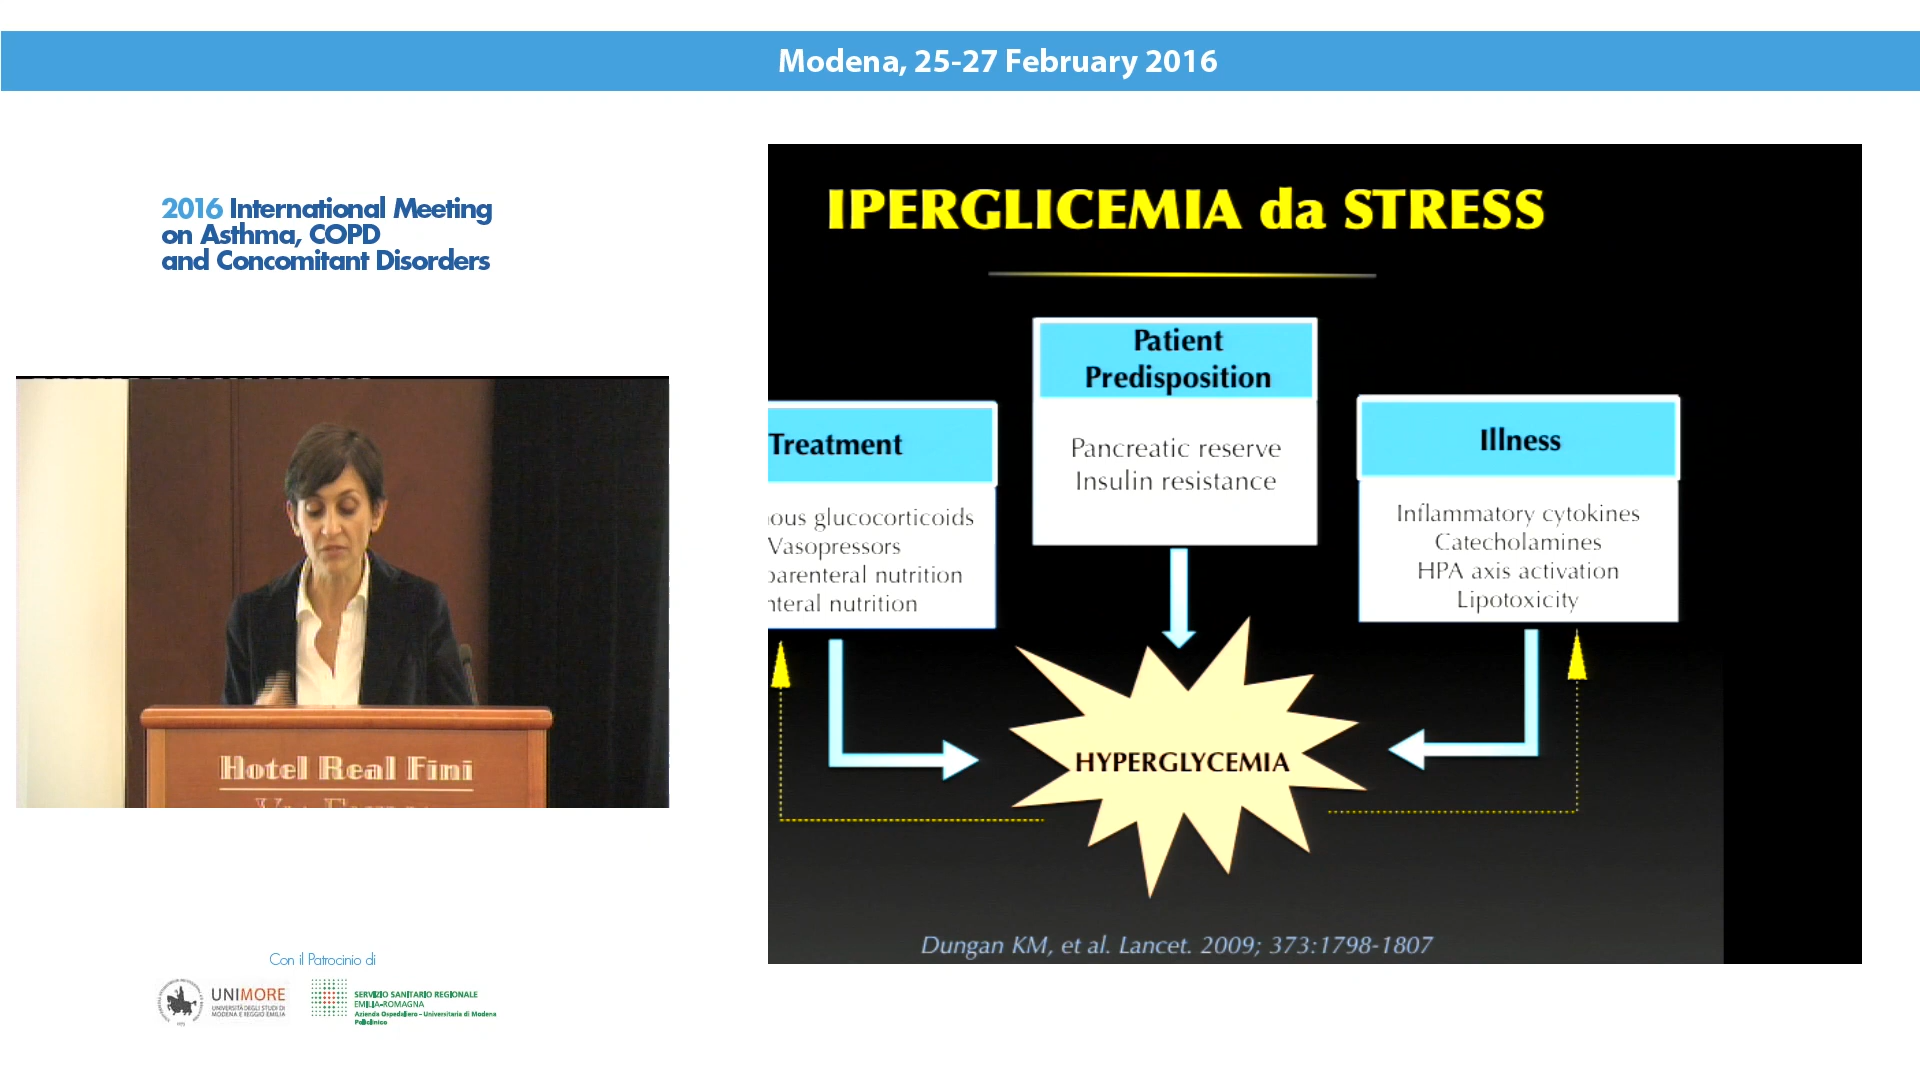 Modena, 25-27 February 2016
2016 International Meeting
on Asthma, COPD
and Concomitant Disorders
Hotel Real Fini
Con il Patrocinio di
UNIMORE
UNIVERSITÀ DEGLI STUDI DI
MODENA E REGGIO EMILIA
SERVIZIO SANITARIO REGIONALE
EMILIA-ROMAGNA
Azienda Ospedaliero - Universitaria di Modena
Policlinico
IPERGLICEMIA da STRESS
Patient
Predisposition
Pancreatic reserve
Insulin resistance
Treatment
glucocorticoids
Vasopressors
parenteral nutrition
nutrition
Illness
Inflammatory cytokines
Catecholamines
HPA axis activation
Lipotoxicity
HYPERGLYCEMIA
Dungan KM, et al. Lancet. 2009; 373:1798-1807